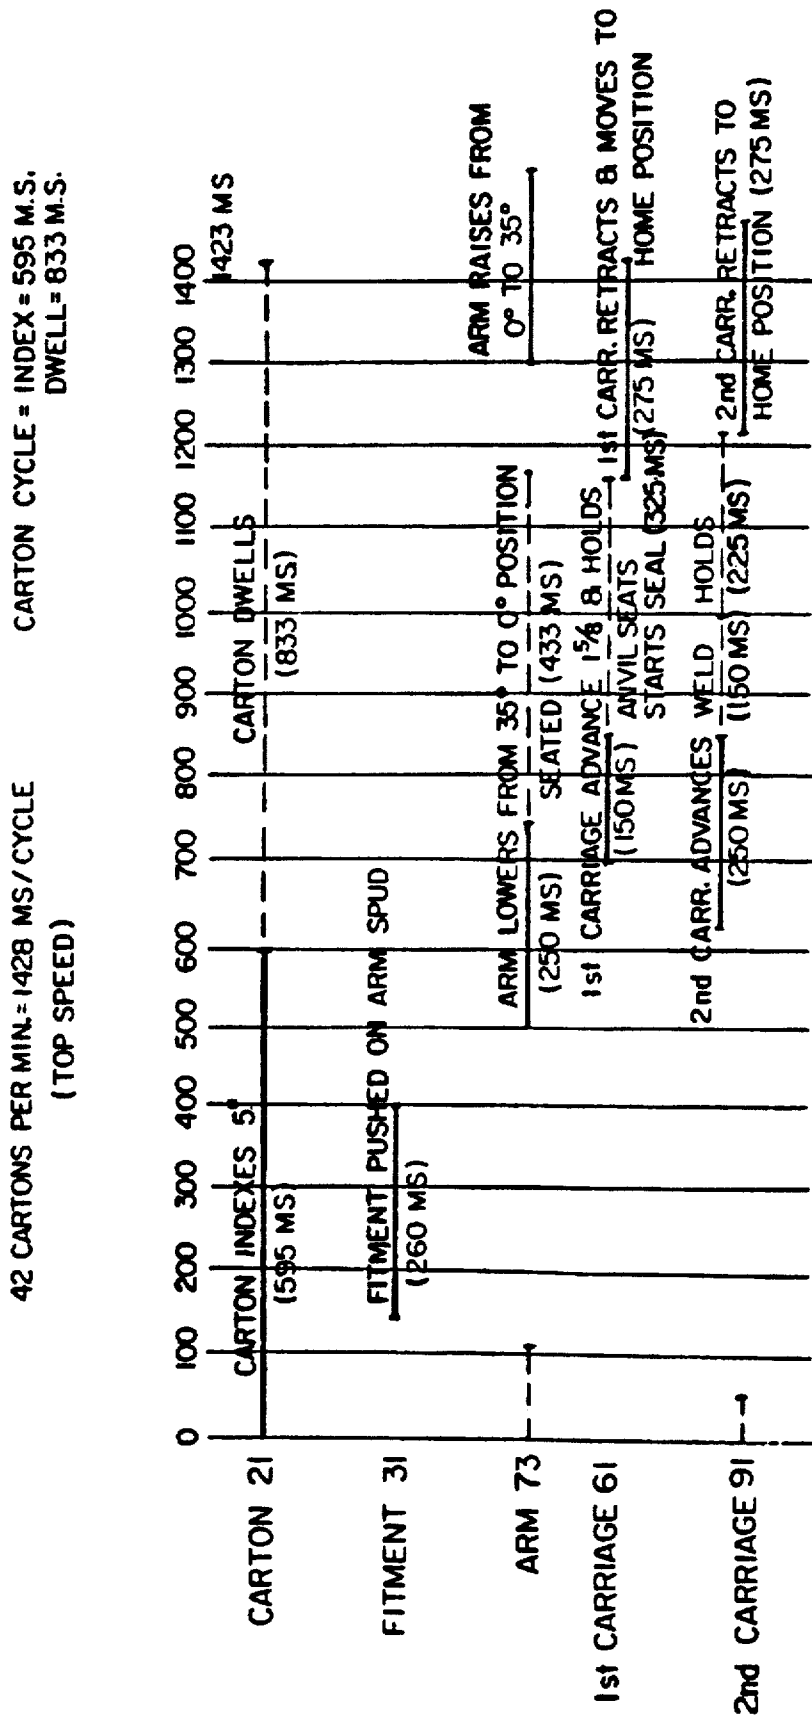 42 CARTONS PER MIN. = 1428 MS / CYCLE
(TOP SPEED)
CARTON CYCLE = INDEX = 595 M.S.
DWELL = 833 M.S.
0 100 200 300 400 500 600 700 800 900 1000 1100 1200 1300 1400
1423 MS
CARTON 21
CARTON INDEXES 5"
(595 MS)
CARTON DWELLS
(833 MS.)
FITMENT 31
FITMENT PUSHED ON ARM SPUD
(260 MS)
ARM 73
ARM LOWERS FROM 35° TO 0° POSITION
(250 MS)
SEATED (433 MS)
ARM RAISES FROM
0° TO 35°
1st CARRIAGE 61
1st CARRIAGE ADVANCE 1 5/8 & HOLDS
(150 MS)
ANVIL SEATS
STARTS SEAL (325 MS)
1st CARR. RETRACTS & MOVES TO
HOME POSITION
(275 MS)
2nd CARRIAGE 91
2nd CARR. ADVANCES
(250 MS)
WELD HOLDS
(150 MS) (225 MS)
2nd CARR. RETRACTS TO
HOME POSITION (275 MS)